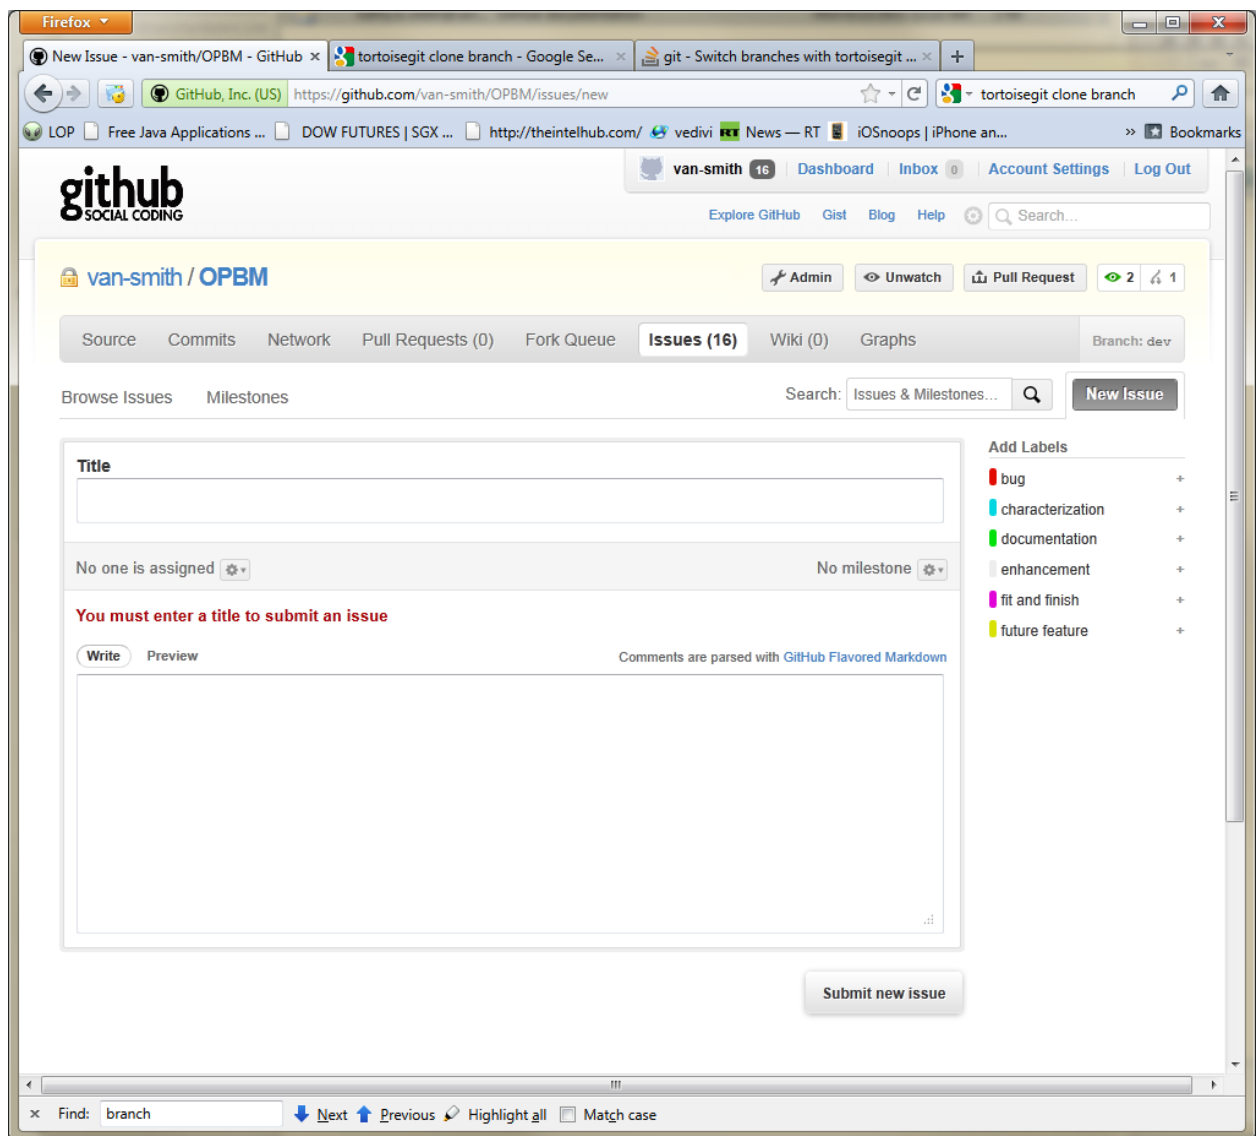 Firefox
New Issue - van-smith/OPBM - GitHub × tortoisegit clone branch - Google Se... × git - Switch branches with tortoisegit ... × +
GitHub, Inc. (US) https://github.com/van-smith/OPBM/issues/new tortoisegit clone branch
LOP Free Java Applications ... DOW FUTURES | SGX ... http://theintelhub.com/ vedivi RT News — RT iOSnoops | iPhone an... » Bookmarks
github
SOCIAL CODING
van-smith 16 Dashboard Inbox 0 Account Settings Log Out
Explore GitHub Gist Blog Help Search...
van-smith / OPBM
Admin Unwatch Pull Request 2 1
Source Commits Network Pull Requests (0) Fork Queue Issues (16) Wiki (0) Graphs Branch: dev
Browse Issues Milestones Search: Issues & Milestones... New Issue
Title
No one is assigned No milestone
You must enter a title to submit an issue
Write Preview Comments are parsed with GitHub Flavored Markdown
Submit new issue
Add Labels
bug +
characterization +
documentation +
enhancement +
fit and finish +
future feature +
× Find: branch Next Previous Highlight all Match case